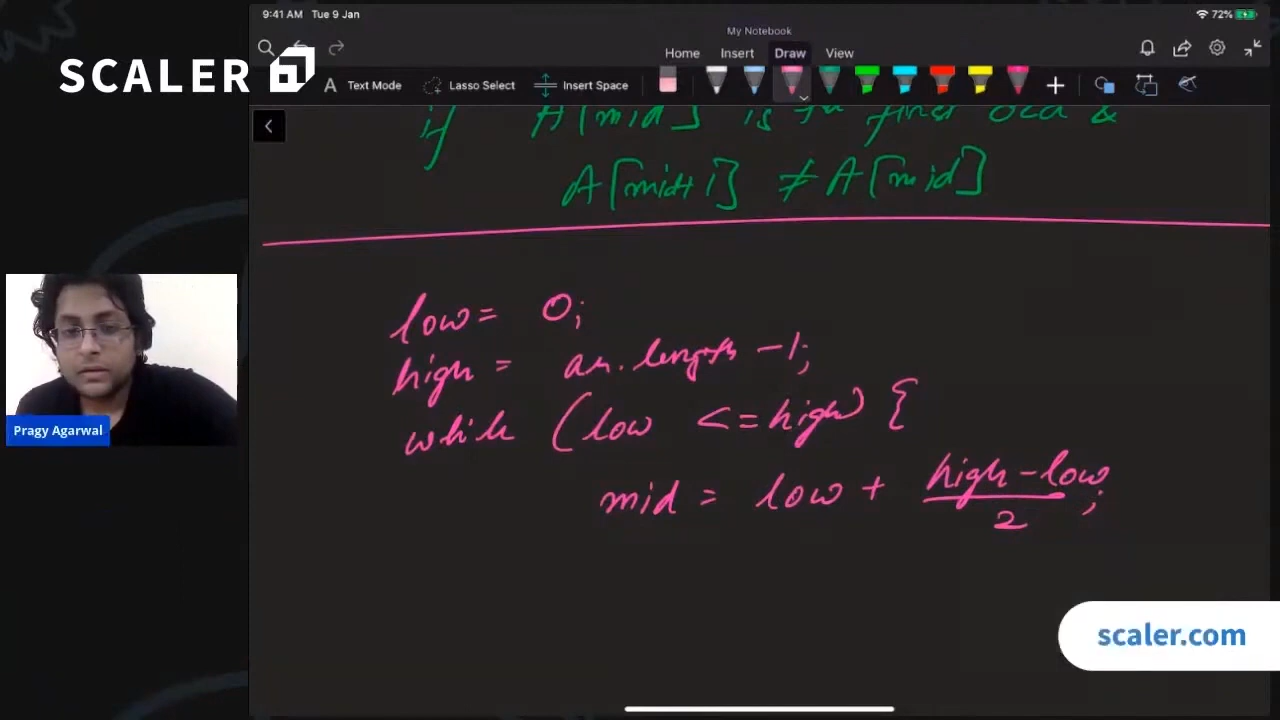 9:41 AM Tue 9 Jan
72%
My Notebook
SCALER
Home Insert Draw View
A Text Mode Lasso Select Insert Space
if A[mid] is first &
A[mid+1] ≠ A[mid]
low = 0;
high = arr.length -1;
while (low <= high) {
mid = low + high-low
2 ;
Pragy Agarwal
scaler.com